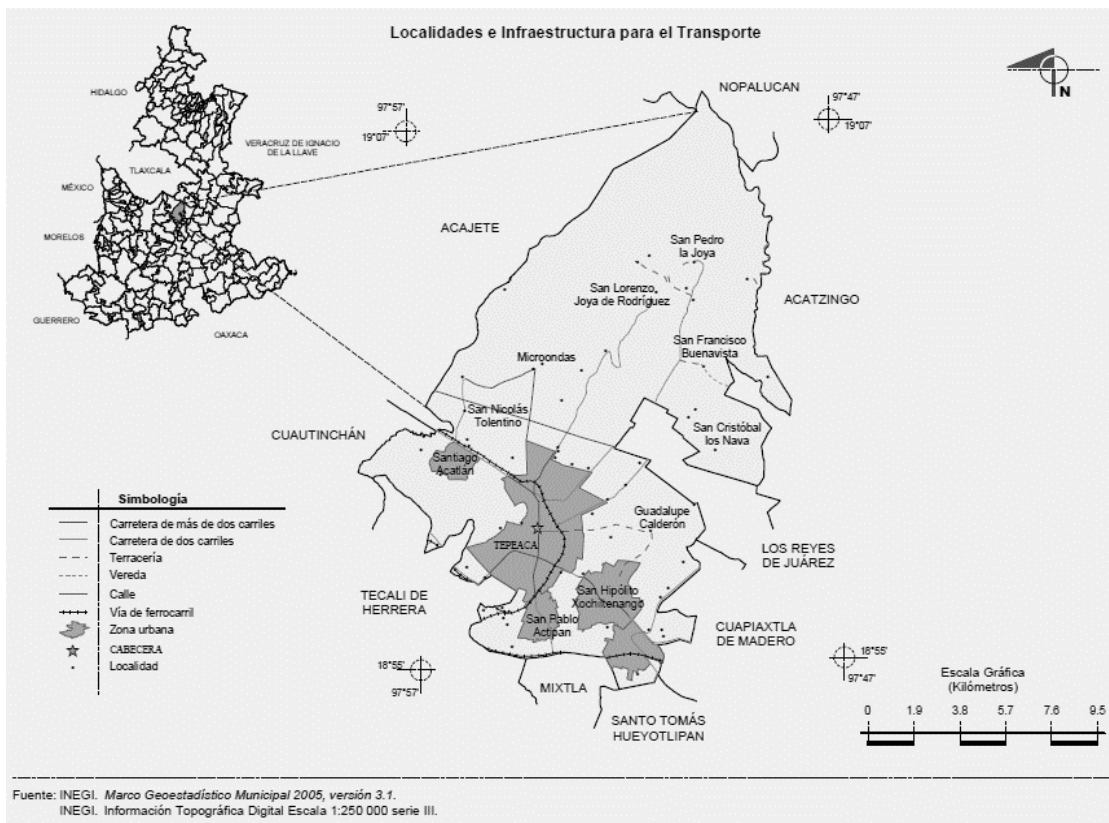 Localidades e Infraestructura para el Transporte
HIDALGO
VERACRUZ DE IGNACIO
DE LA LLAVE
TLAXCALA
MÉXICO
MORELOS
GUERRERO
OAXACA
97°57'
19°07'
NOPALUCAN
97°47'
19°07'
N
ACAJETE
San Pedro
la Joya
San Lorenzo
Joya de Rodríguez
ACATZINGO
San Francisco
Buenavista
Microondas
San Nicolás
Tolentino
San Cristóbal
los Nava
CUAUTINCHÁN
Santiago
Acatlán
Guadalupe
Calderón
TEPEACA
LOS REYES
DE JUÁREZ
TECALI DE
HERRERA
San Hipólito
Xochiltenango
San Pablo
Actipan
CUAPIAXTLA
DE MADERO
18°55'
97°57'
MIXTLA
SANTO TOMÁS
HUEYOTLIPAN
18°55'
97°47'
Simbología
Carretera de más de dos carriles
Carretera de dos carriles
Terracería
Vereda
Calle
Vía de ferrocarril
Zona urbana
CABECERA
Localidad
Escala Gráfica
(Kilómetros)
0 1.9 3.8 5.7 7.6 9.5
Fuente: INEGI. Marco Geoestadístico Municipal 2005, versión 3.1.
INEGI. Información Topográfica Digital Escala 1:250 000 serie III.